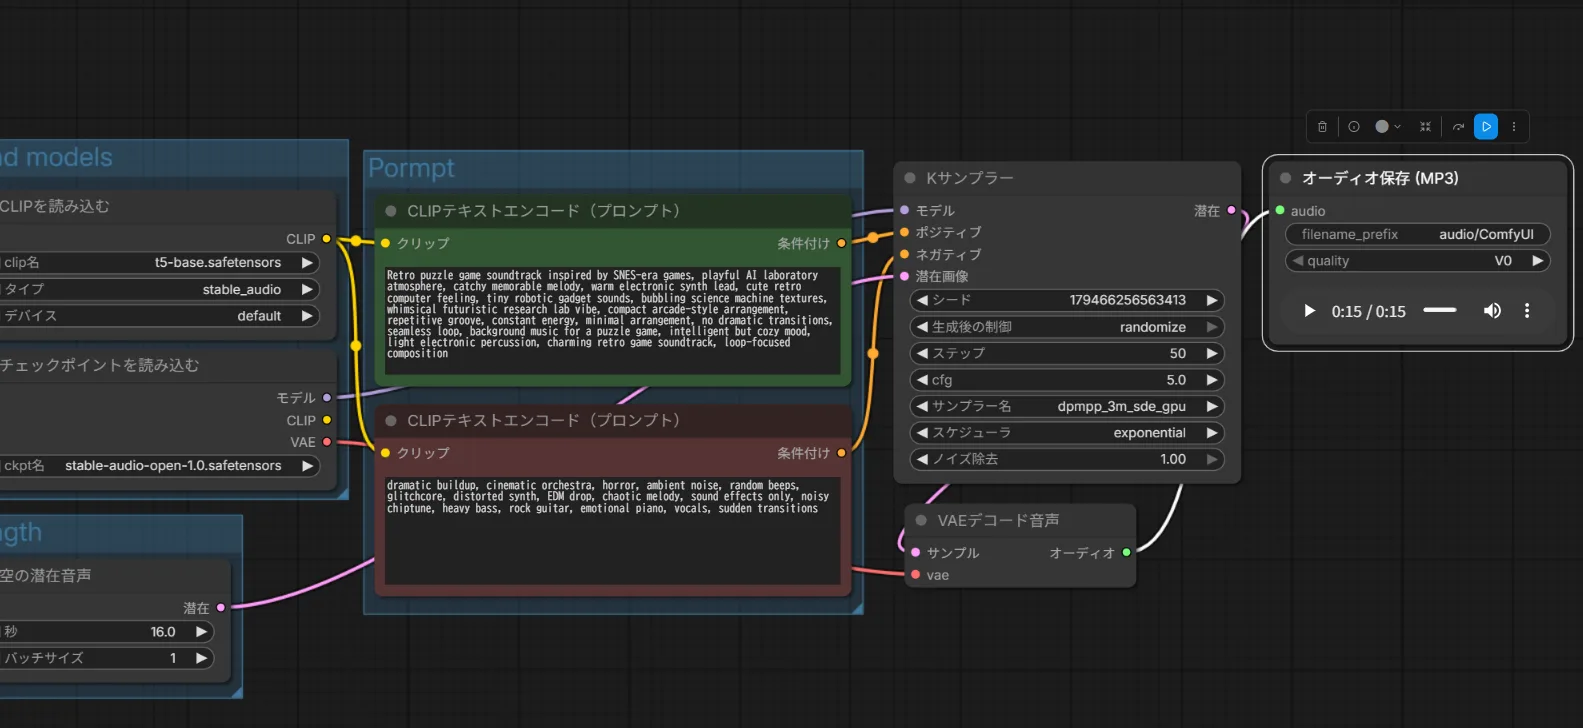 nd models
CLIPを読み込む
CLIP
clip名 t5-base.safetensors
タイプ stable_audio
デバイス default
チェックポイントを読み込む
モデル
CLIP
VAE
ckpt名 stable-audio-open-1.0.safetensors
ngth
空の潜在音声
潜在
秒 16.0
バッチサイズ 1
Pormpt
CLIPテキストエンコード（プロンプト）
クリップ 条件付け
Retro puzzle game soundtrack inspired by SNES-era games, playful AI laboratory
atmosphere, catchy memorable melody, warm electronic synth lead, cute retro
computer feeling, tiny robotic gadget sounds, bubbling science machine textures,
whimsical futuristic research lab vibe, compact arcade-style arrangement,
repetitive groove, constant energy, minimal arrangement, no dramatic transitions,
seamless loop, background music for a puzzle game, intelligent but cozy mood,
light electronic percussion, charming retro game soundtrack, loop-focused
composition
CLIPテキストエンコード（プロンプト）
クリップ 条件付け
dramatic buildup, cinematic orchestra, horror, ambient noise, random beeps,
glitchcore, distorted synth, EDM drop, chaotic melody, sound effects only, noisy
chiptune, heavy bass, rock guitar, emotional piano, vocals, sudden transitions
Kサンプラー
モデル 潜在
ポジティブ
ネガティブ
潜在画像
シード 179466256563413
生成後の制御 randomize
ステップ 50
cfg 5.0
サンプラー名 dpmpp_3m_sde_gpu
スケジューラ exponential
ノイズ除去 1.00
VAEデコード音声
サンプル オーディオ
vae
オーディオ保存 (MP3)
audio
filename_prefix audio/ComfyUI
quality V0
0:15 / 0:15